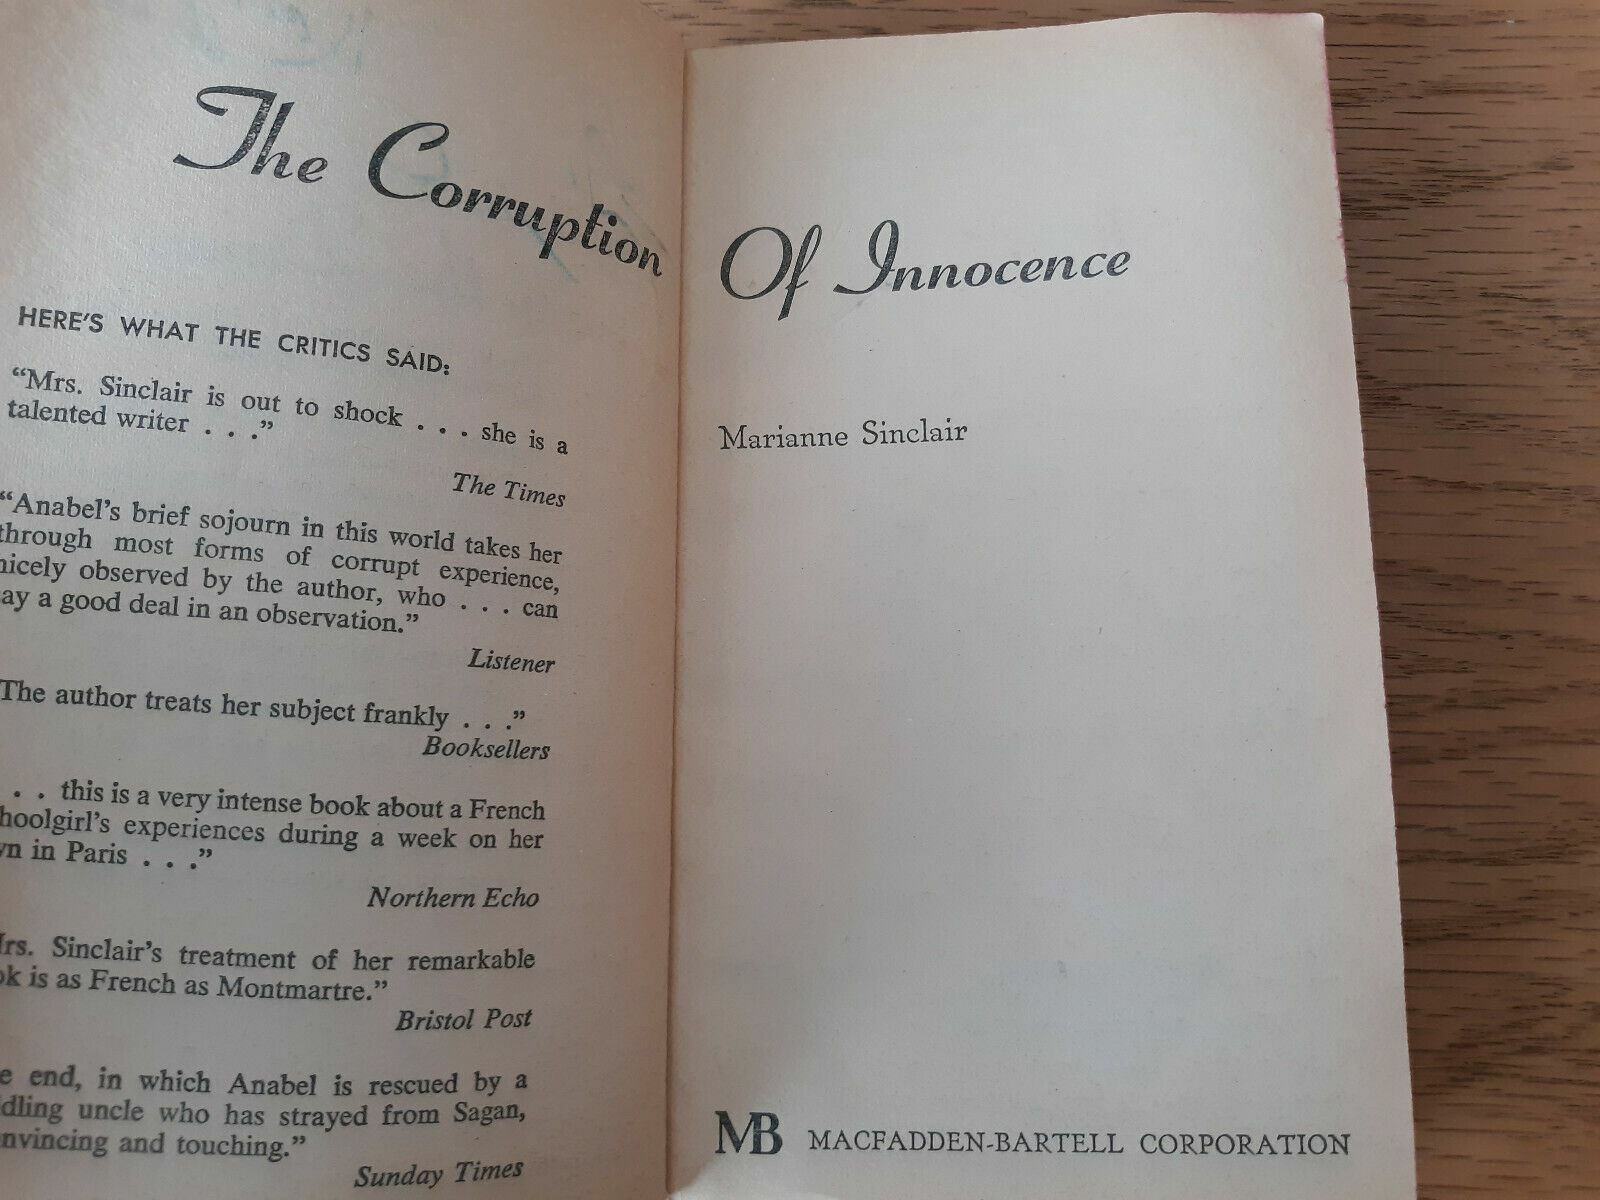 The Corruption
HERE'S WHAT THE CRITICS SAID:
"Mrs. Sinclair is out to shock . . . she is a
talented writer . . ."
The Times
"Anabel's brief sojourn in this world takes her
through most forms of corrupt experience,
nicely observed by the author, who . . . can
say a good deal in an observation."
Listener
The author treats her subject frankly . . ."
Booksellers
. . this is a very intense book about a French
hoolgirl's experiences during a week on her
wn in Paris . . ."
Northern Echo
Mrs. Sinclair's treatment of her remarkable
ok is as French as Montmartre."
Bristol Post
e end, in which Anabel is rescued by a
dling uncle who has strayed from Sagan,
nvincing and touching."
Sunday Times
Of Innocence
Marianne Sinclair
MB MACFADDEN-BARTELL CORPORATION